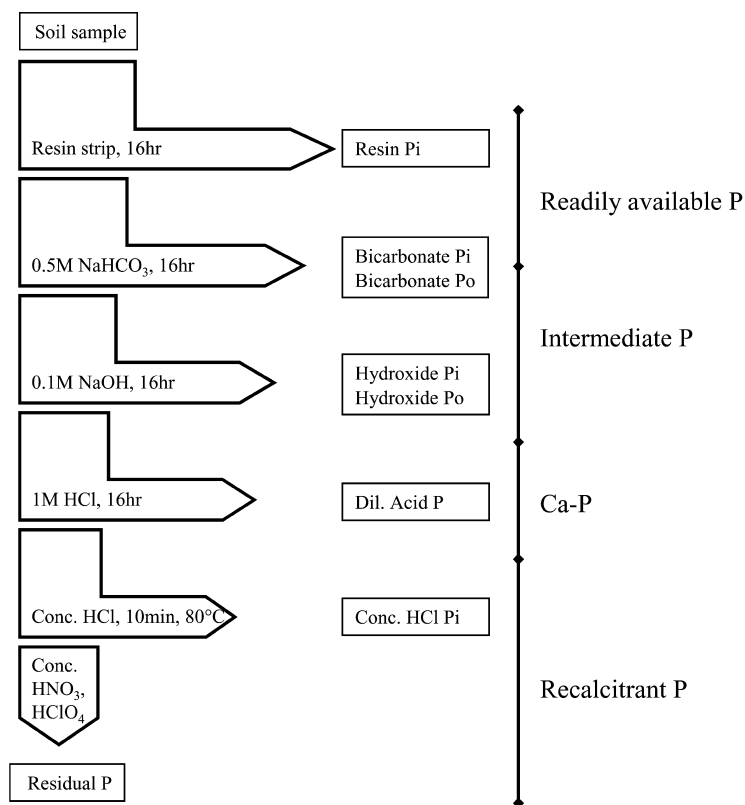 Soil sample
Resin strip, 16hr
Resin Pi
Readily available P
0.5M NaHCO₃, 16hr
Bicarbonate Pi
Bicarbonate Po
Intermediate P
0.1M NaOH, 16hr
Hydroxide Pi
Hydroxide Po
1M HCl, 16hr
Dil. Acid P
Ca-P
Conc. HCl, 10min, 80°C
Conc. HCl Pi
Conc.
HNO₃,
HClO₄
Recalcitrant P
Residual P